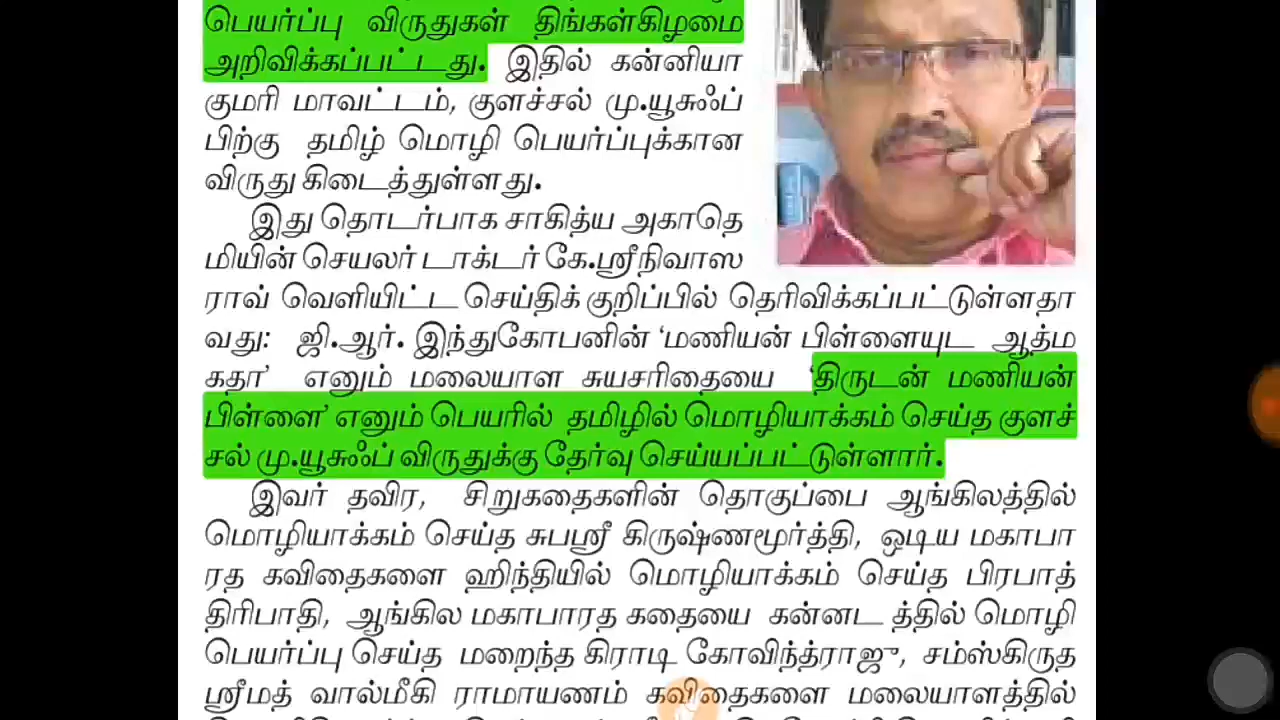 பெயர்ப்பு விருதுகள் திங்கள்கிழமை
அறிவிக்கப்பட்டது. இதில் கன்னியா
குமரி மாவட்டம், குளச்சல் மு.யூசுஃப்
பிற்கு தமிழ் மொழி பெயர்ப்புக்கான
விருது கிடைத்துள்ளது.
இது தொடர்பாக சாகித்ய அகாதெ
மியின் செயலர் டாக்டர் கே.ஸ்ரீநிவாஸ
ராவ் வெளியிட்ட செய்திக் குறிப்பில் தெரிவிக்கப்பட்டுள்ளதா
வது: ஜி.ஆர். இந்துகோபனின் ‘மணியன் பிள்ளையுட ஆத்ம
கதா’ எனும் மலையாள சுயசரிதையை ‘திருடன் மணியன்
பிள்ளை’ எனும் பெயரில் தமிழில் மொழியாக்கம் செய்த குளச்
சல் மு.யூசுஃப் விருதுக்கு தேர்வு செய்யப்பட்டுள்ளார்.
இவர் தவிர, சிறுகதைகளின் தொகுப்பை ஆங்கிலத்தில்
மொழியாக்கம் செய்த சுபஸ்ரீ கிருஷ்ணமூர்த்தி, ஒடிய மகாபா
ரத கவிதைகளை ஹிந்தியில் மொழியாக்கம் செய்த பிரபாத்
திரிபாதி, ஆங்கில மகாபாரத கதையை கன்னட த்தில் மொழி
பெயர்ப்பு செய்த மறைந்த கிராடி கோவிந்த்ராஜு, சம்ஸ்கிருத
ஸ்ரீமத் வால்மீகி ராமாயணம் கவிதைகளை மலையாளத்தில்